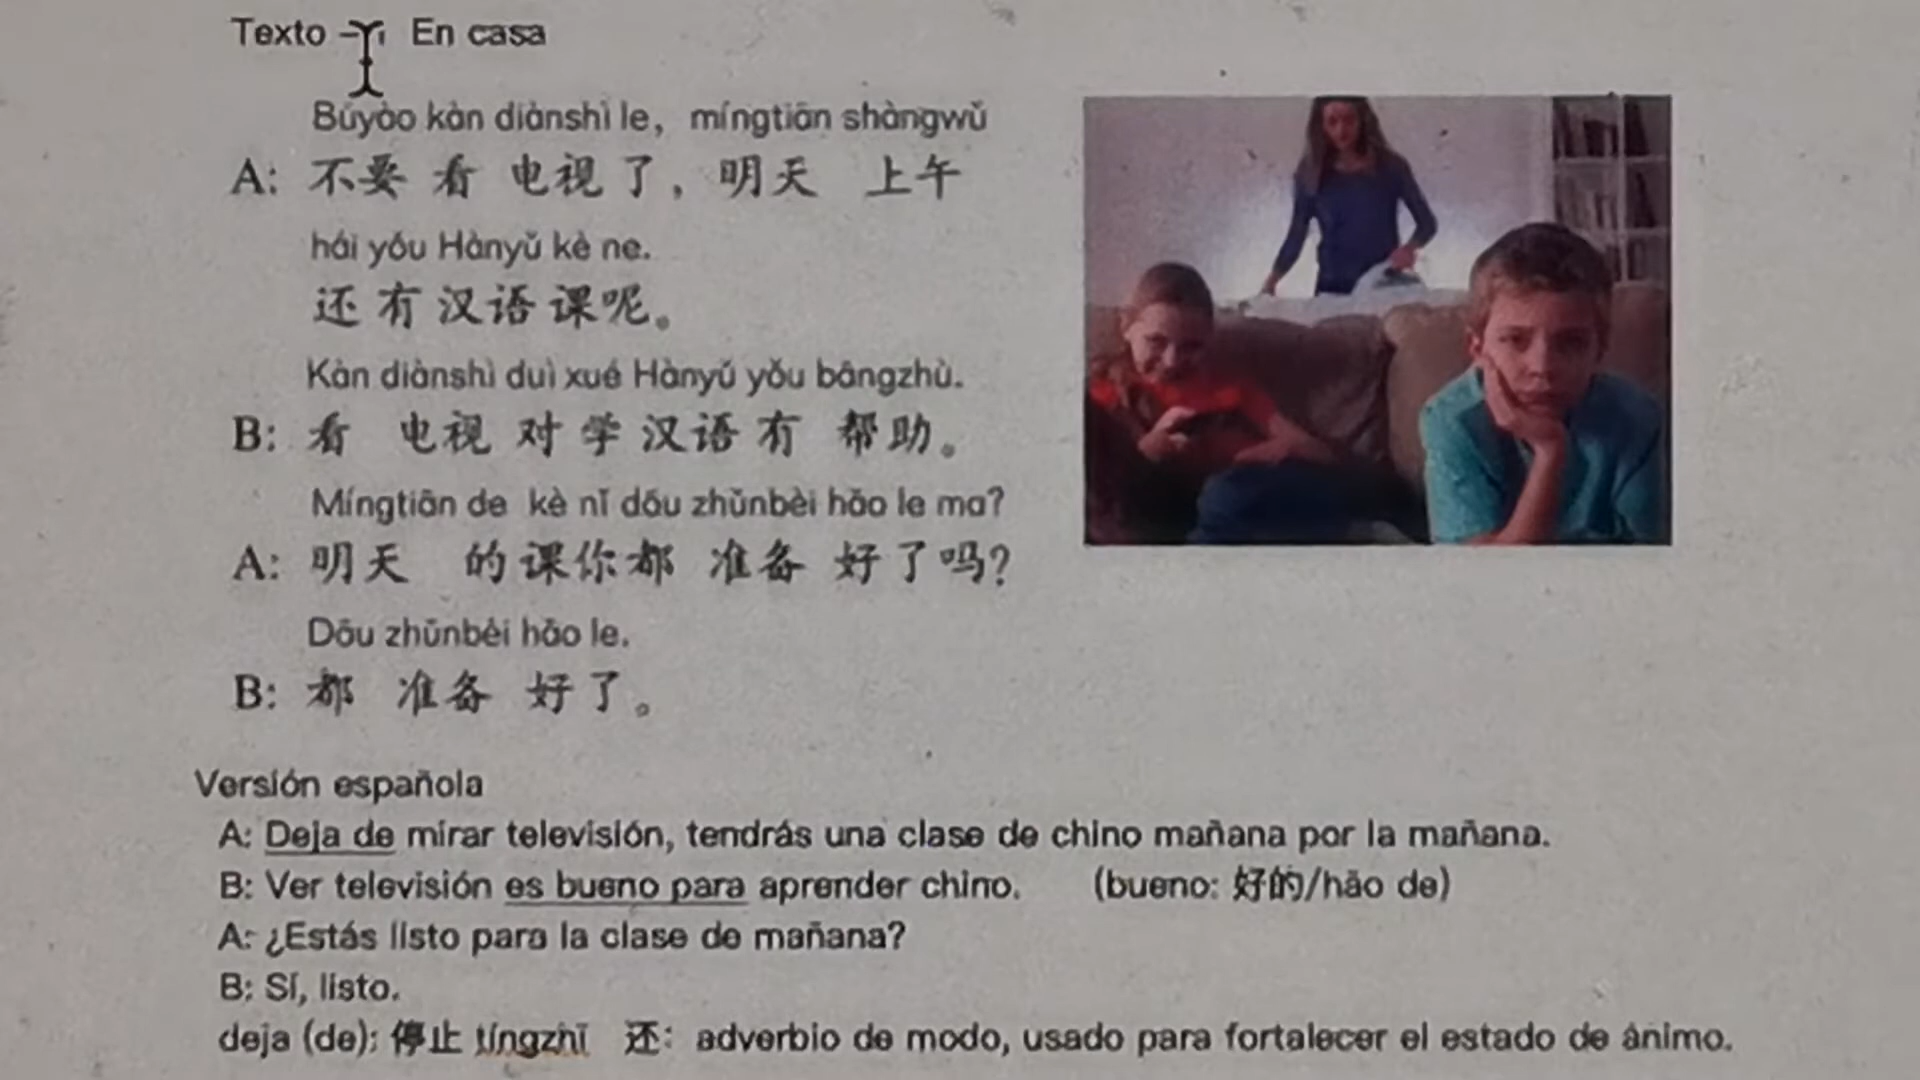 Texto 一 Yī En casa
Búyào kàn diànshì le, míngtiān shàngwǔ
A: 不要 看 电视 了，明天 上午
hái yǒu Hànyǔ kè ne.
还 有 汉语 课呢。
Kàn diànshì duì xué Hànyǔ yǒu bāngzhù.
B: 看 电视 对 学 汉语 有 帮助。
Míngtiān de kè nǐ dōu zhǔnbèi hǎo le ma?
A: 明天 的 课你 都 准备 好 了吗?
Dōu zhǔnbèi hǎo le.
B: 都 准备 好 了。
Versión española
A: Deja de mirar televisión, tendrás una clase de chino mañana por la mañana.
B: Ver televisión es bueno para aprender chino. (bueno: 好的/hǎo de)
A: ¿Estás listo para la clase de mañana?
B: Sí, listo.
deja (de): 停止 tíngzhǐ 还: adverbio de modo, usado para fortalecer el estado de ánimo.